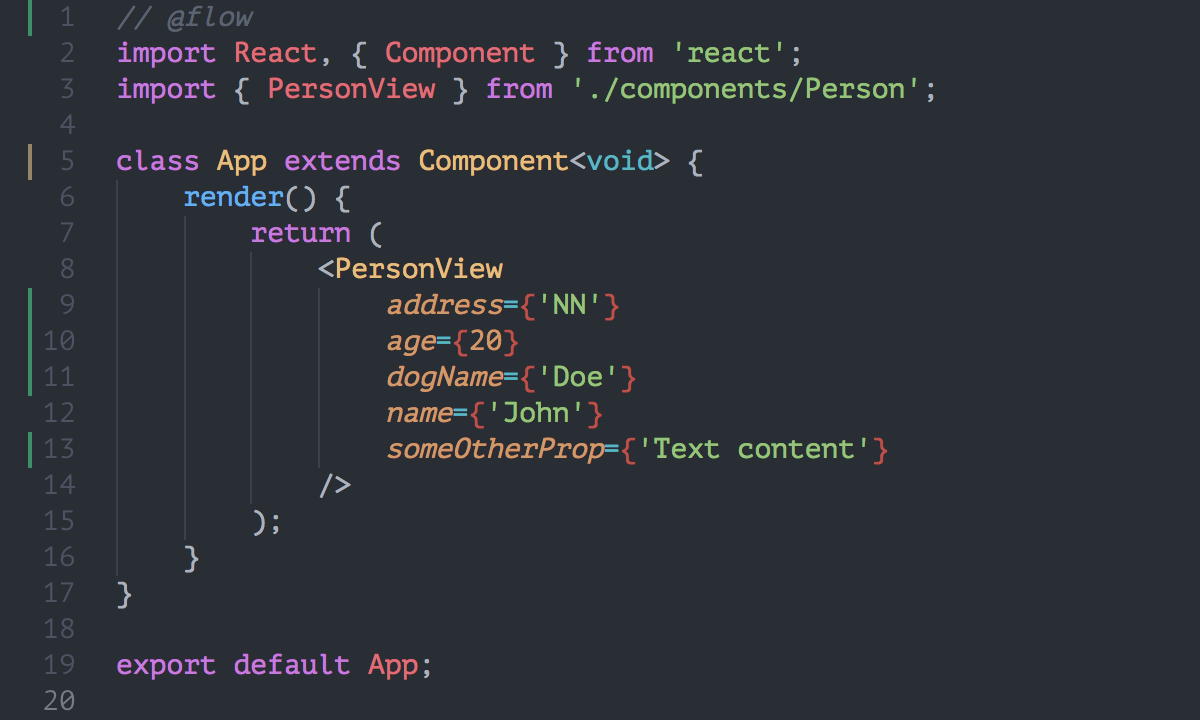 1 // @flow
2 import React, { Component } from 'react';
3 import { PersonView } from './components/Person';
4
5 class App extends Component<void> {
6     render() {
7         return (
8             <PersonView
9                 address={'NN'}
10                 age={20}
11                 dogName={'Doe'}
12                 name={'John'}
13                 someOtherProp={'Text content'}
14             />
15         );
16     }
17 }
18
19 export default App;
20